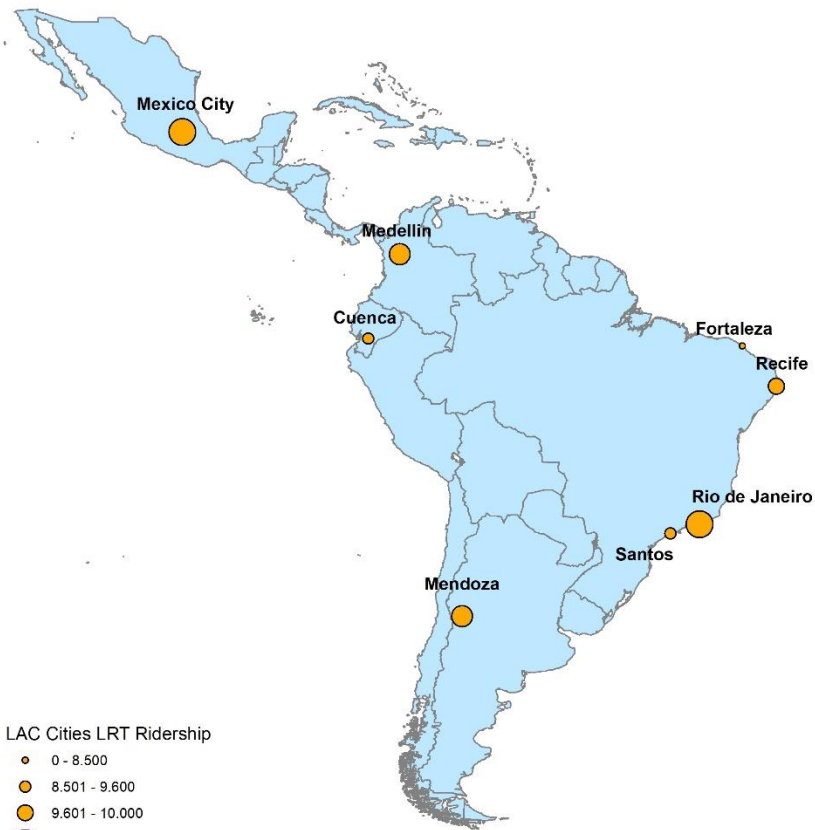 Mexico City
Medellin
Cuenca
Fortaleza
Recife
Rio de Janeiro
Santos
Mendoza
LAC Cities LRT Ridership
0 - 8.500
8.501 - 9.600
9.601 - 10.000